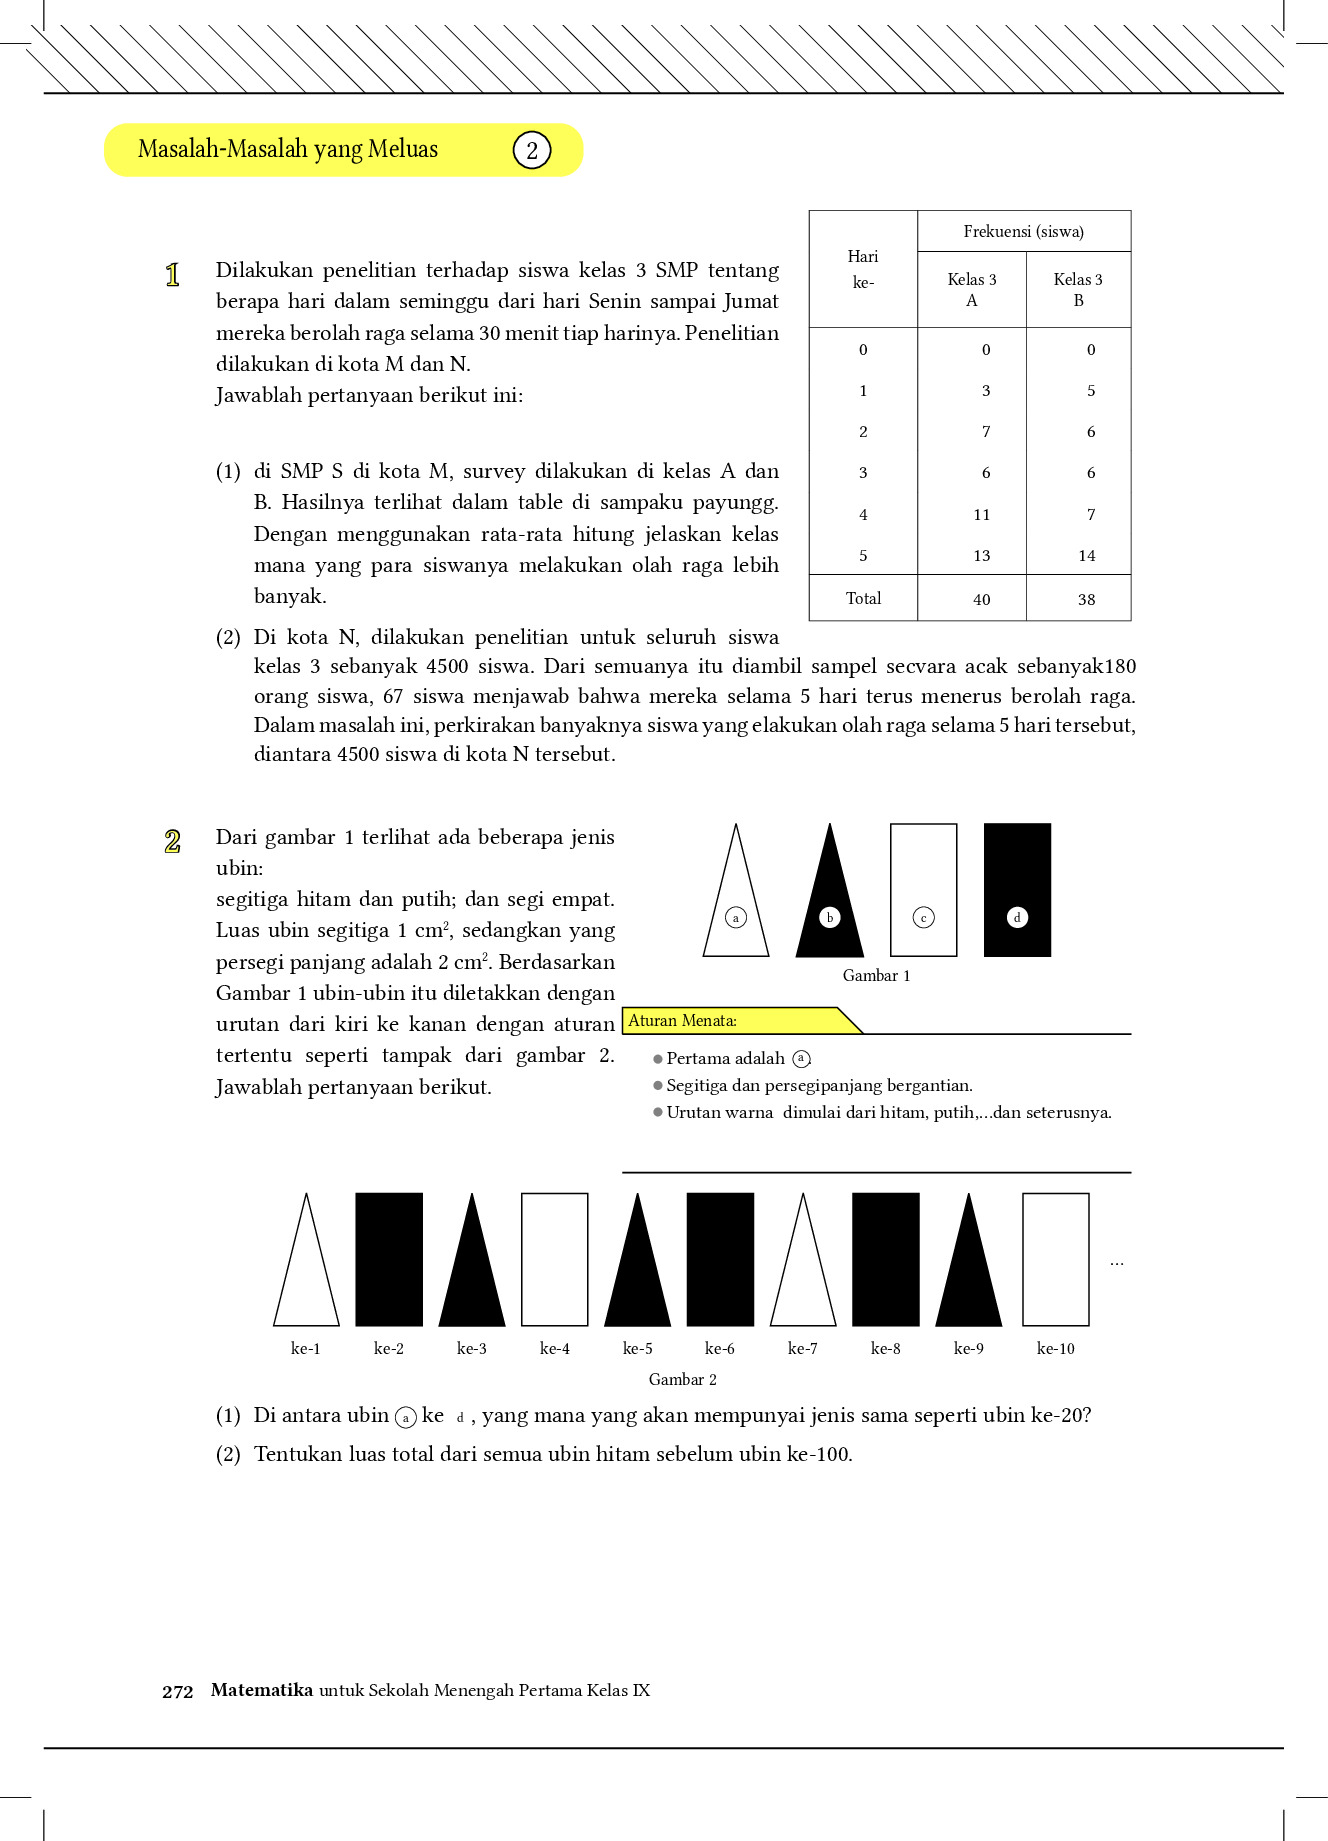 Masalah-Masalah yang Meluas 2
1 Dilakukan penelitian terhadap siswa kelas 3 SMP tentang
berapa hari dalam seminggu dari hari Senin sampai Jumat
mereka berolah raga selama 30 menit tiap harinya. Penelitian
dilakukan di kota M dan N.
Jawablah pertanyaan berikut ini:
(1) di SMP S di kota M, survey dilakukan di kelas A dan
B. Hasilnya terlihat dalam table di sampaku payungg.
Dengan menggunakan rata-rata hitung jelaskan kelas
mana yang para siswanya melakukan olah raga lebih
banyak.
Hari
ke-
Frekuensi (siswa)
Kelas 3
A
Kelas 3
B
0 0 0
1 3 5
2 7 6
3 6 6
4 11 7
5 13 14
Total 40 38
(2) Di kota N, dilakukan penelitian untuk seluruh siswa
kelas 3 sebanyak 4500 siswa. Dari semuanya itu diambil sampel secvara acak sebanyak180
orang siswa, 67 siswa menjawab bahwa mereka selama 5 hari terus menerus berolah raga.
Dalam masalah ini, perkirakan banyaknya siswa yang elakukan olah raga selama 5 hari tersebut,
diantara 4500 siswa di kota N tersebut.
2 Dari gambar 1 terlihat ada beberapa jenis
ubin:
segitiga hitam dan putih; dan segi empat.
Luas ubin segitiga 1 cm², sedangkan yang
persegi panjang adalah 2 cm². Berdasarkan
Gambar 1 ubin-ubin itu diletakkan dengan
urutan dari kiri ke kanan dengan aturan
tertentu seperti tampak dari gambar 2.
Jawablah pertanyaan berikut.
a b c d
Gambar 1
Aturan Menata:
● Pertama adalah ⓐ.
● Segitiga dan persegipanjang bergantian.
● Urutan warna dimulai dari hitam, putih,...dan seterusnya.
...
ke-1 ke-2 ke-3 ke-4 ke-5 ke-6 ke-7 ke-8 ke-9 ke-10
Gambar 2
(1) Di antara ubin ⓐ ke d , yang mana yang akan mempunyai jenis sama seperti ubin ke-20?
(2) Tentukan luas total dari semua ubin hitam sebelum ubin ke-100.
272 Matematika untuk Sekolah Menengah Pertama Kelas IX